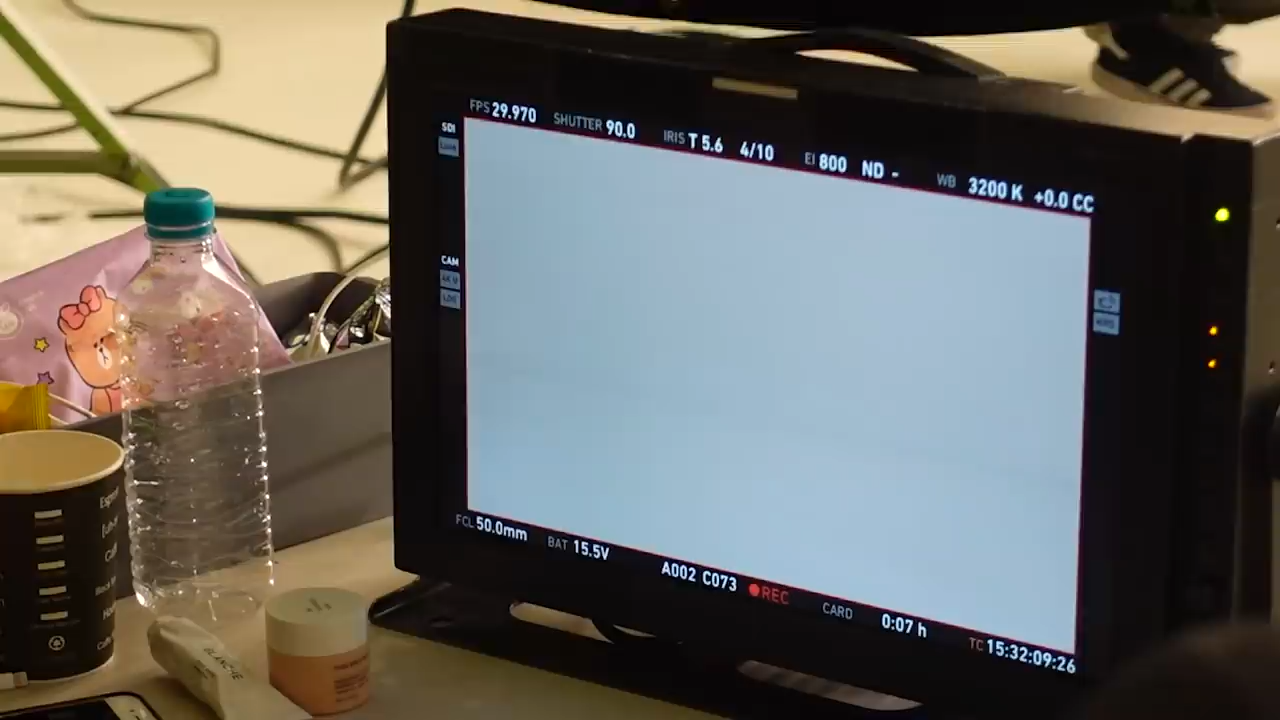 FPS 29.970 SHUTTER 90.0 IRIS T 5.6 4/10 EI 800 ND - WB 3200 K +0.0 CC
SDI
CAM
FCL 50.0mm BAT 15.5V A002 C073 REC CARD 0:07 h TC 15:32:09:26
BLANCHE